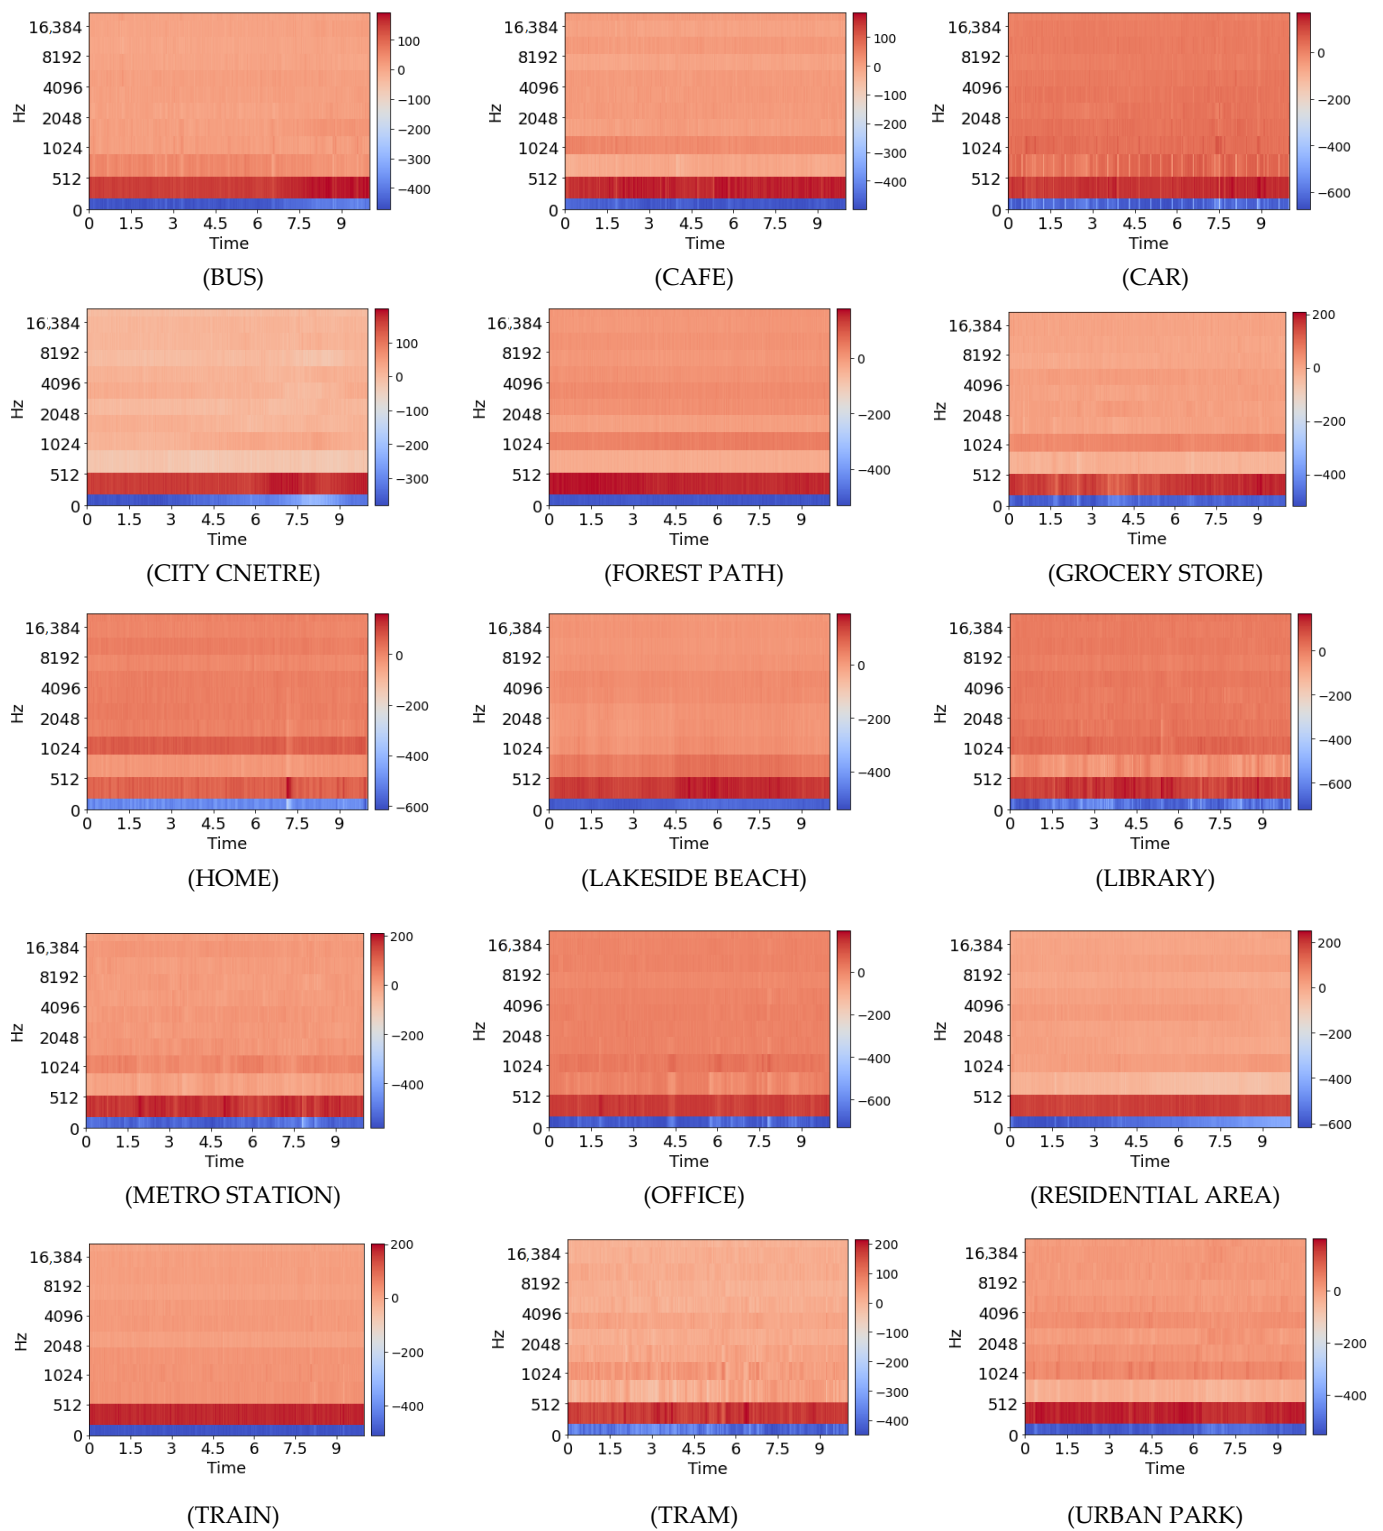 16,384
8192
4096
2048
1024
512
0
Hz
0 1.5 3 4.5 6 7.5 9
Time
100
0
−100
−200
−300
−400
(BUS)
16,384
8192
4096
2048
1024
512
0
Hz
0 1.5 3 4.5 6 7.5 9
Time
100
0
−100
−200
−300
−400
(CAFE)
16,384
8192
4096
2048
1024
512
0
Hz
0 1.5 3 4.5 6 7.5 9
Time
0
−200
−400
−600
(CAR)
16,384
8192
4096
2048
1024
512
0
Hz
0 1.5 3 4.5 6 7.5 9
Time
100
0
−100
−200
−300
(CITY CNETRE)
16,384
8192
4096
2048
1024
512
0
Hz
0 1.5 3 4.5 6 7.5 9
Time
0
−200
−400
(FOREST PATH)
16,384
8192
4096
2048
1024
512
0
Hz
0 1.5 3 4.5 6 7.5 9
Time
200
0
−200
−400
(GROCERY STORE)
16,384
8192
4096
2048
1024
512
0
Hz
0 1.5 3 4.5 6 7.5 9
Time
0
−200
−400
−600
(HOME)
16,384
8192
4096
2048
1024
512
0
Hz
0 1.5 3 4.5 6 7.5 9
Time
0
−200
−400
(LAKESIDE BEACH)
16,384
8192
4096
2048
1024
512
0
Hz
0 1.5 3 4.5 6 7.5 9
Time
0
−200
−400
−600
(LIBRARY)
16,384
8192
4096
2048
1024
512
0
Hz
0 1.5 3 4.5 6 7.5 9
Time
200
0
−200
−400
(METRO STATION)
16,384
8192
4096
2048
1024
512
0
Hz
0 1.5 3 4.5 6 7.5 9
Time
0
−200
−400
−600
(OFFICE)
16,384
8192
4096
2048
1024
512
0
Hz
0 1.5 3 4.5 6 7.5 9
Time
200
0
−200
−400
−600
(RESIDENTIAL AREA)
16,384
8192
4096
2048
1024
512
0
Hz
0 1.5 3 4.5 6 7.5 9
Time
200
0
−200
−400
(TRAIN)
16,384
8192
4096
2048
1024
512
0
Hz
0 1.5 3 4.5 6 7.5 9
Time
200
100
0
−100
−200
−300
−400
(TRAM)
16,384
8192
4096
2048
1024
512
0
Hz
0 1.5 3 4.5 6 7.5 9
Time
0
−200
−400
(URBAN PARK)